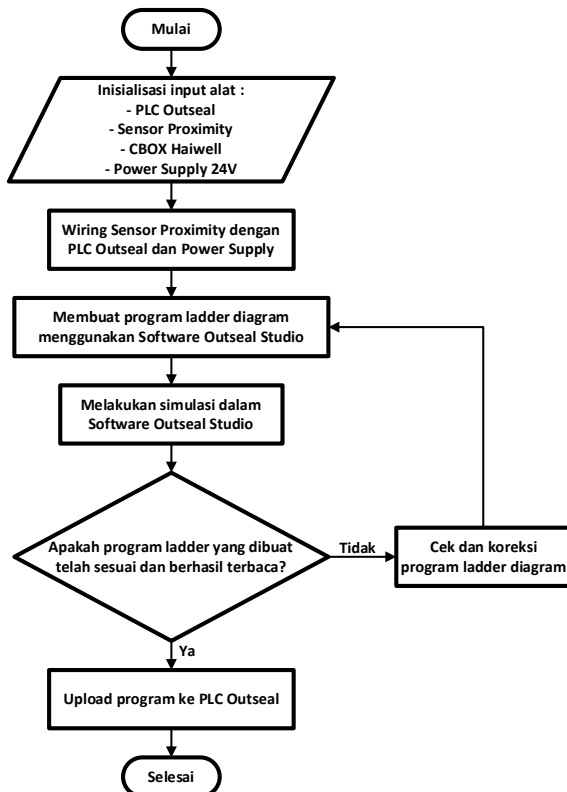 Mulai
Inisialisasi input alat :
- PLC Outseal
- Sensor Proximity
- CBOX Haiwell
- Power Supply 24V
Wiring Sensor Proximity dengan
PLC Outseal dan Power Supply
Membuat program ladder diagram
menggunakan Software Outseal Studio
Melakukan simulasi dalam
Software Outseal Studio
Apakah program ladder yang dibuat
telah sesuai dan berhasil terbaca?
Tidak
Cek dan koreksi
program ladder diagram
Ya
Upload program ke PLC Outseal
Selesai